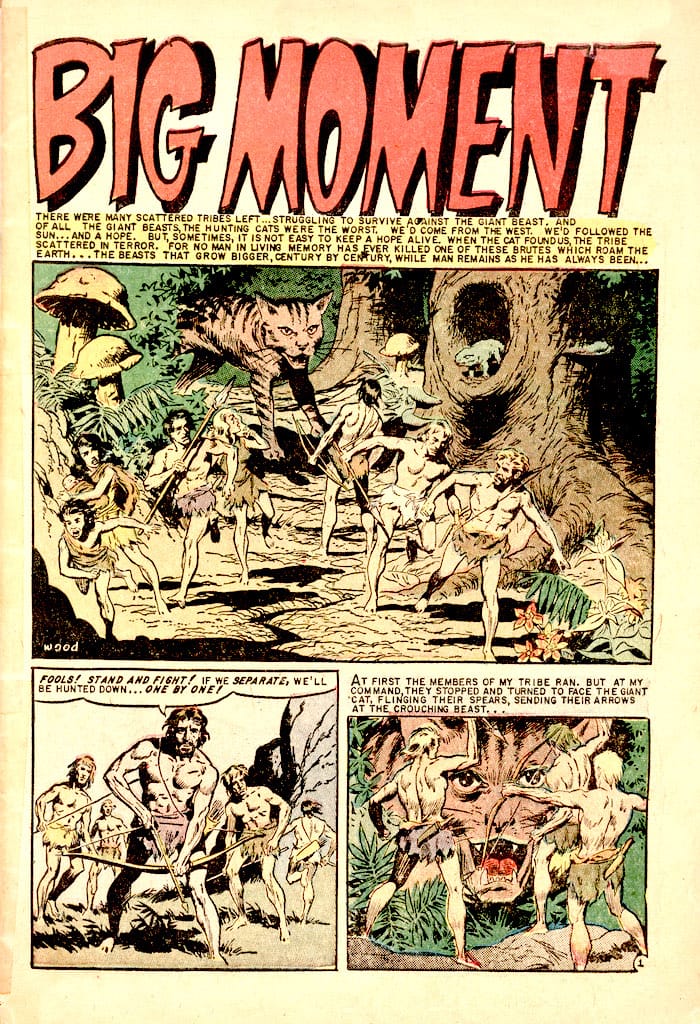 BIG MOMENT
THERE WERE MANY SCATTERED TRIBES LEFT...STRUGGLING TO SURVIVE AGAINST THE GIANT BEAST, AND
OF ALL THE GIANT BEASTS, THE HUNTING CATS WERE THE WORST. WE'D COME FROM THE WEST. WE'D FOLLOWED THE
SUN...AND A HOPE. BUT, SOMETIMES, IT IS NOT EASY TO KEEP A HOPE ALIVE. WHEN THE CAT FOUND US, THE TRIBE
SCATTERED IN TERROR. FOR NO MAN IN LIVING MEMORY HAS EVER KILLED ONE OF THESE BRUTES WHICH ROAM THE
EARTH...THE BEASTS THAT GROW BIGGER, CENTURY BY CENTURY, WHILE MAN REMAINS AS HE HAS ALWAYS BEEN...
WOOD
FOOLS! STAND AND FIGHT! IF WE SEPARATE, WE'LL
BE HUNTED DOWN...ONE BY ONE!
AT FIRST THE MEMBERS OF MY TRIBE RAN. BUT AT MY
COMMAND, THEY STOPPED AND TURNED TO FACE THE GIANT
'CAT, FLINGING THEIR SPEARS, SENDING THEIR ARROWS
AT THE CROUCHING BEAST...
1